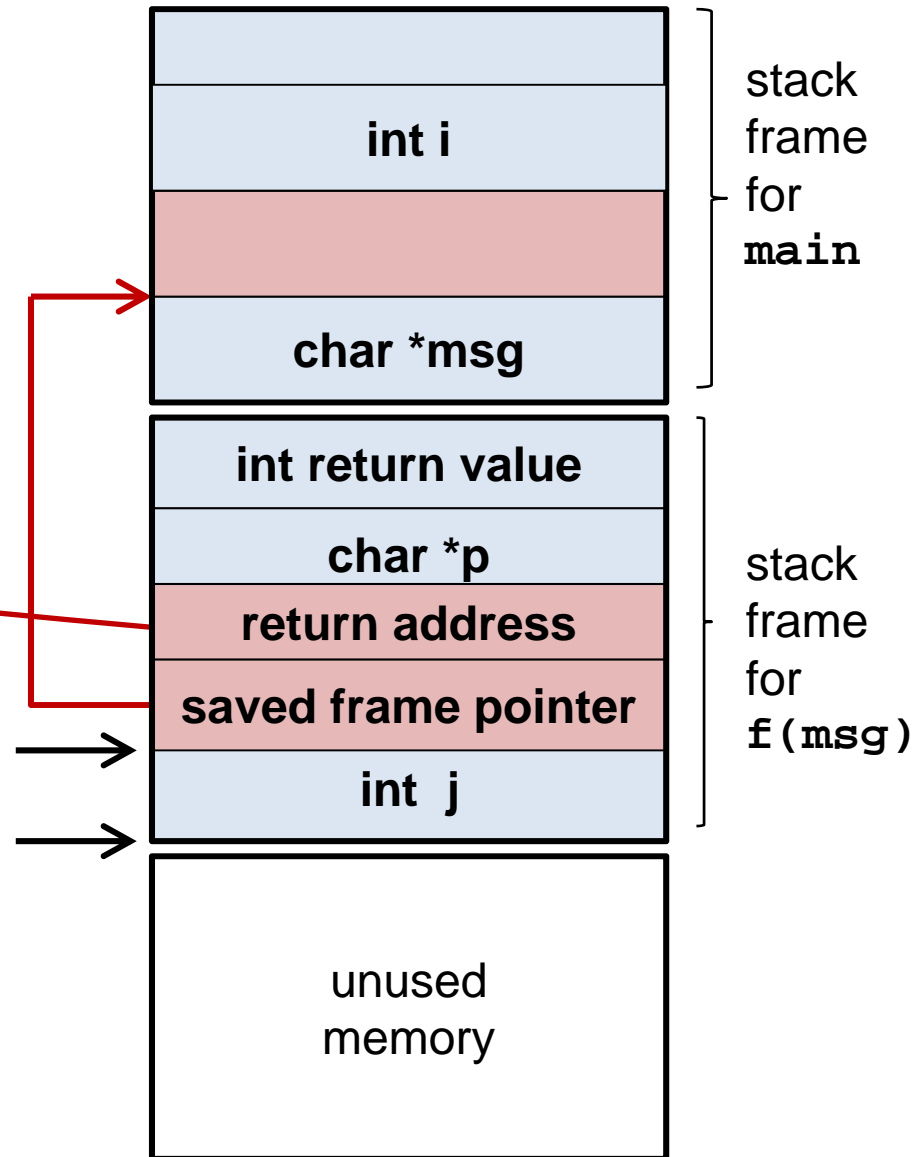 stack
frame
for
main
int i
char *msg
int return value
char *p
return address
saved frame pointer
int j
stack
frame
for
f(msg)
unused
memory